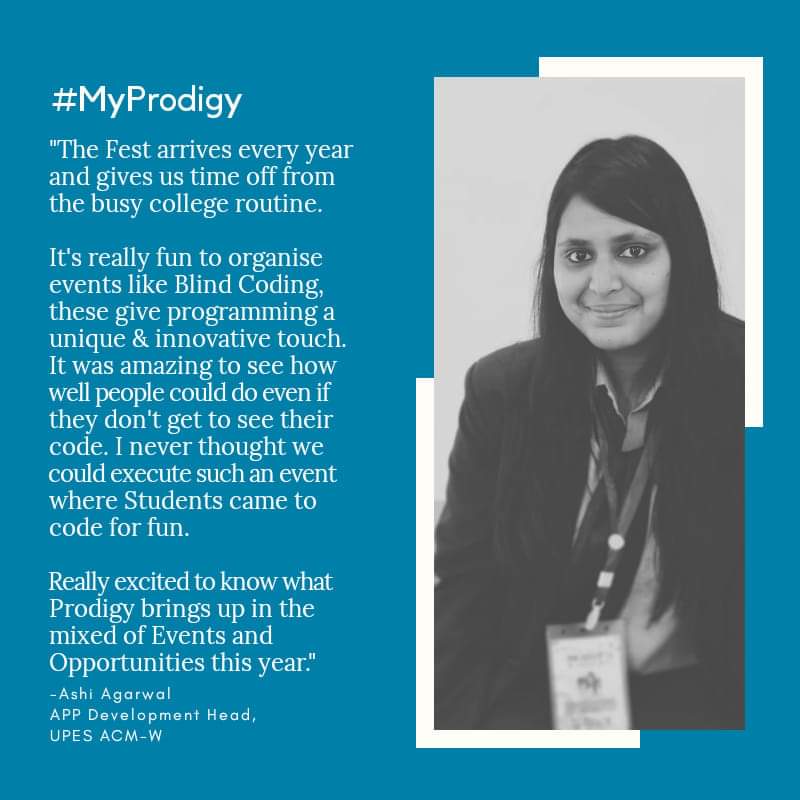 #MyProdigy
"The Fest arrives every year
and gives us time off from
the busy college routine.
It's really fun to organise
events like Blind Coding,
these give programming a
unique & innovative touch.
It was amazing to see how
well people could do even if
they don't get to see their
code. I never thought we
could execute such an event
where Students came to
code for fun.
Really excited to know what
Prodigy brings up in the
mixed of Events and
Opportunities this year."
-Ashi Agarwal
APP Development Head,
UPES ACM-W